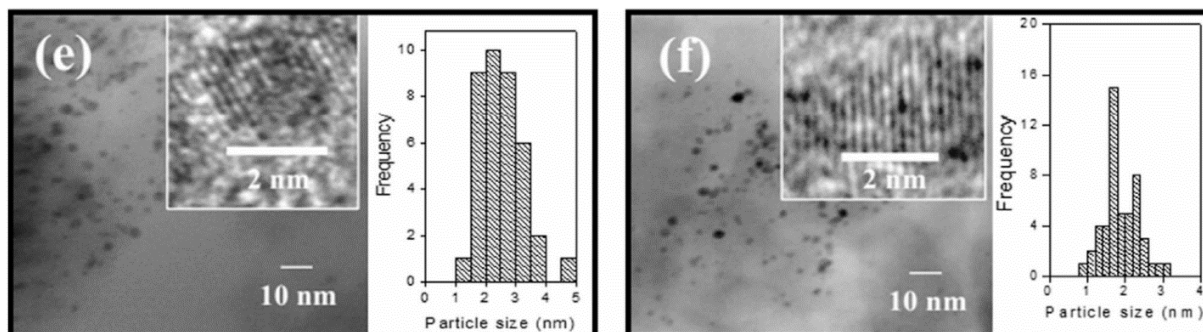 (e)
2 nm
10 nm
Frequency
10
8
6
4
2
0
0 1 2 3 4 5
Particle size (nm)
(f)
2 nm
10 nm
Frequency
20
16
12
8
4
0
0 1 2 3 4
Particle size (nm)